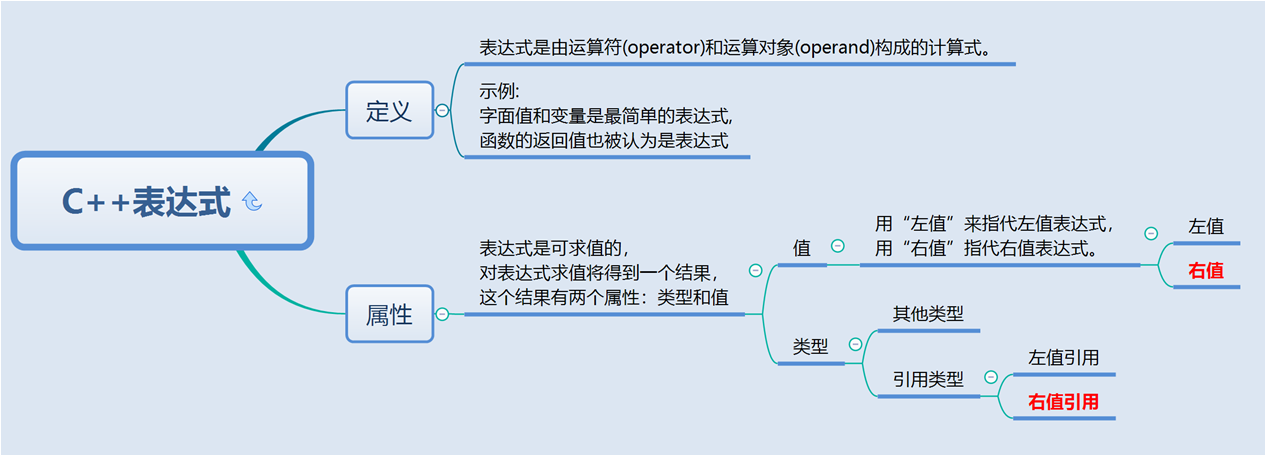 C++表达式
定义
表达式是由运算符(operator)和运算对象(operand)构成的计算式。
示例:
字面值和变量是最简单的表达式,
函数的返回值也被认为是表达式
属性
表达式是可求值的，
对表达式求值将得到一个结果，
这个结果有两个属性：类型和值
值
用“左值”来指代左值表达式，
用“右值”指代右值表达式。
左值
右值
类型
其他类型
引用类型
左值引用
右值引用